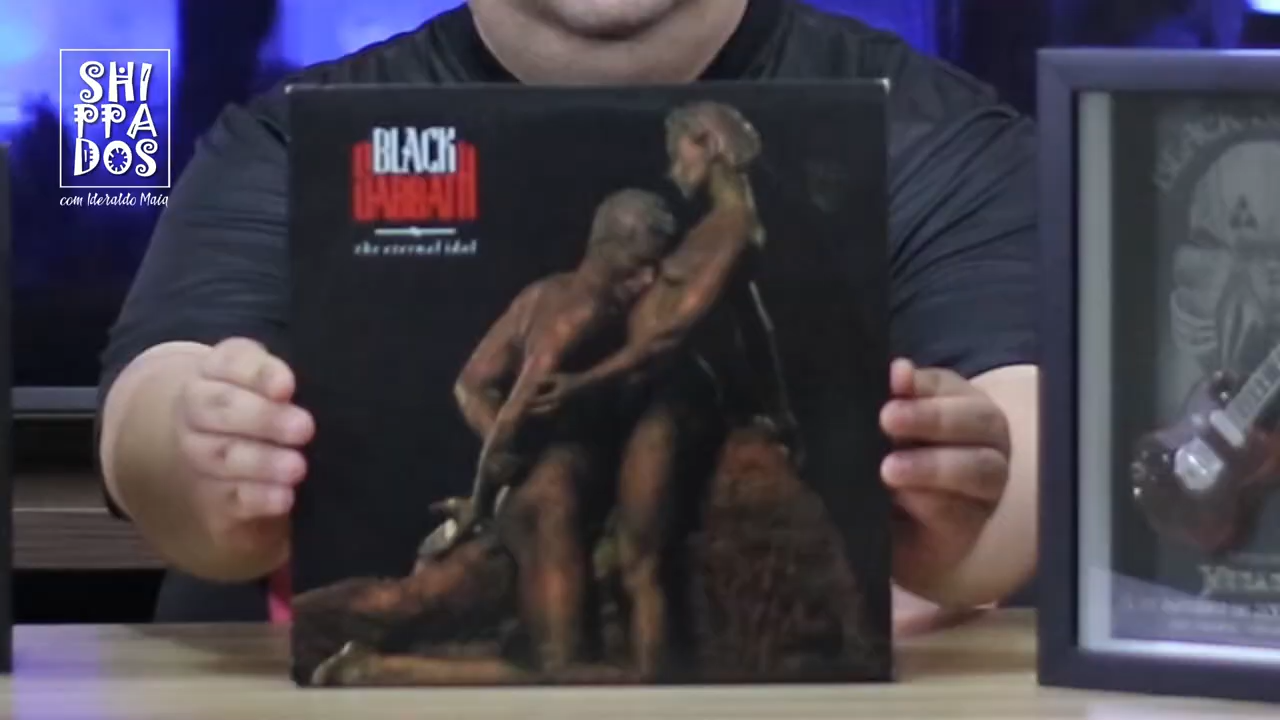 SHI
PPA
DOS
com Ideraldo Maia
BLACK
SABBATH
the eternal idol